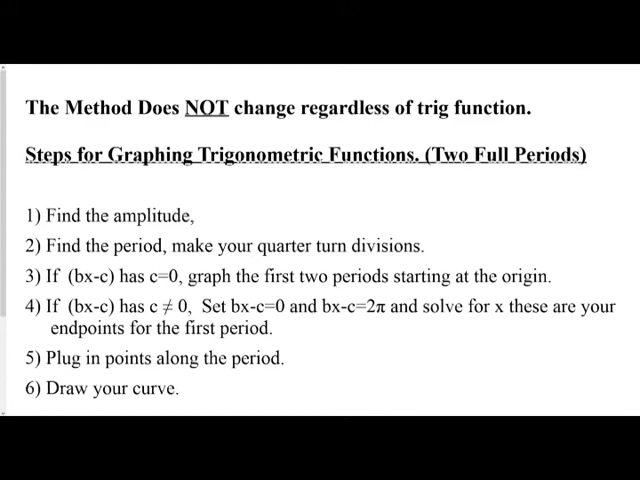 The Method Does NOT change regardless of trig function.
Steps for Graphing Trigonometric Functions. (Two Full Periods)
1) Find the amplitude,
2) Find the period, make your quarter turn divisions.
3) If (bx-c) has c=0, graph the first two periods starting at the origin.
4) If (bx-c) has c ≠ 0, Set bx-c=0 and bx-c=2π and solve for x these are your
endpoints for the first period.
5) Plug in points along the period.
6) Draw your curve.